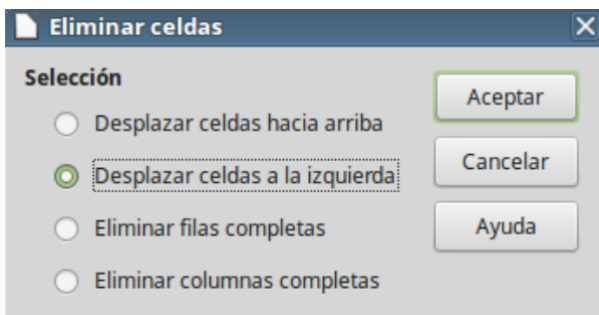 Eliminar celdas
Selección
Desplazar celdas hacia arriba
Desplazar celdas a la izquierda
Eliminar filas completas
Eliminar columnas completas
Aceptar
Cancelar
Ayuda